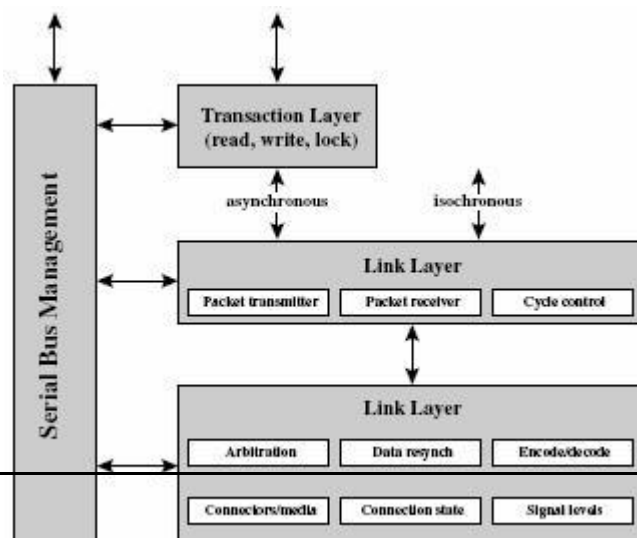 Serial Bus Management
Transaction Layer
(read, write, lock)
asynchronous
isochronous
Link Layer
Packet transmitter
Packet receiver
Cycle control
Link Layer
Arbitration
Data resynch
Encode/decode
Connectors/media
Connection state
Signal levels